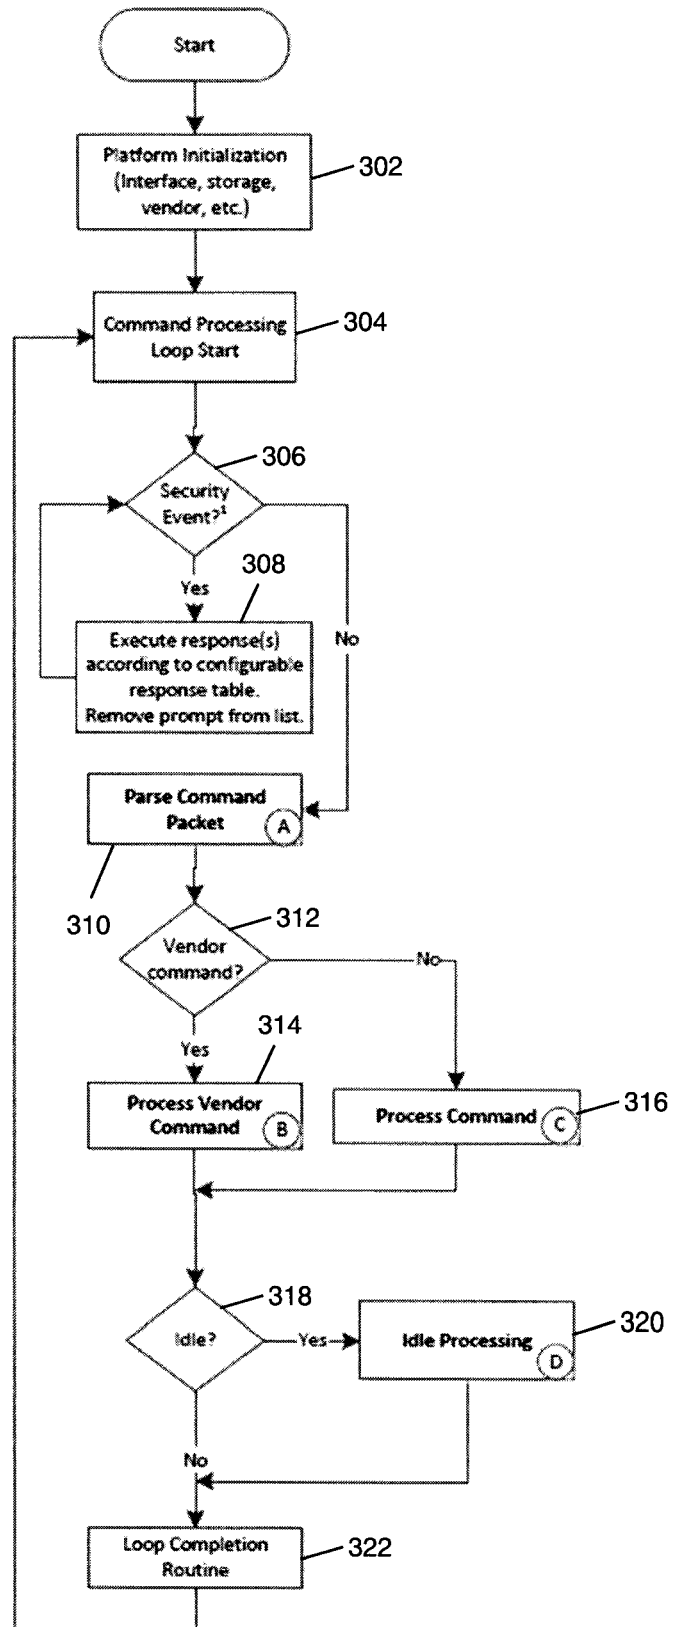 Start
Platform Initialization
(Interface, storage,
vendor, etc.)
302
Command Processing
Loop Start
304
306
Security
Event?¹
308
Yes
No
Execute response(s)
according to configurable
response table.
Remove prompt from list.
Parse Command
Packet
A
310
312
Vendor
command?
No
314
Yes
Process Vendor
Command
B
316
Process Command
C
318
Idle?
Yes
320
Idle Processing
D
No
Loop Completion
Routine
322